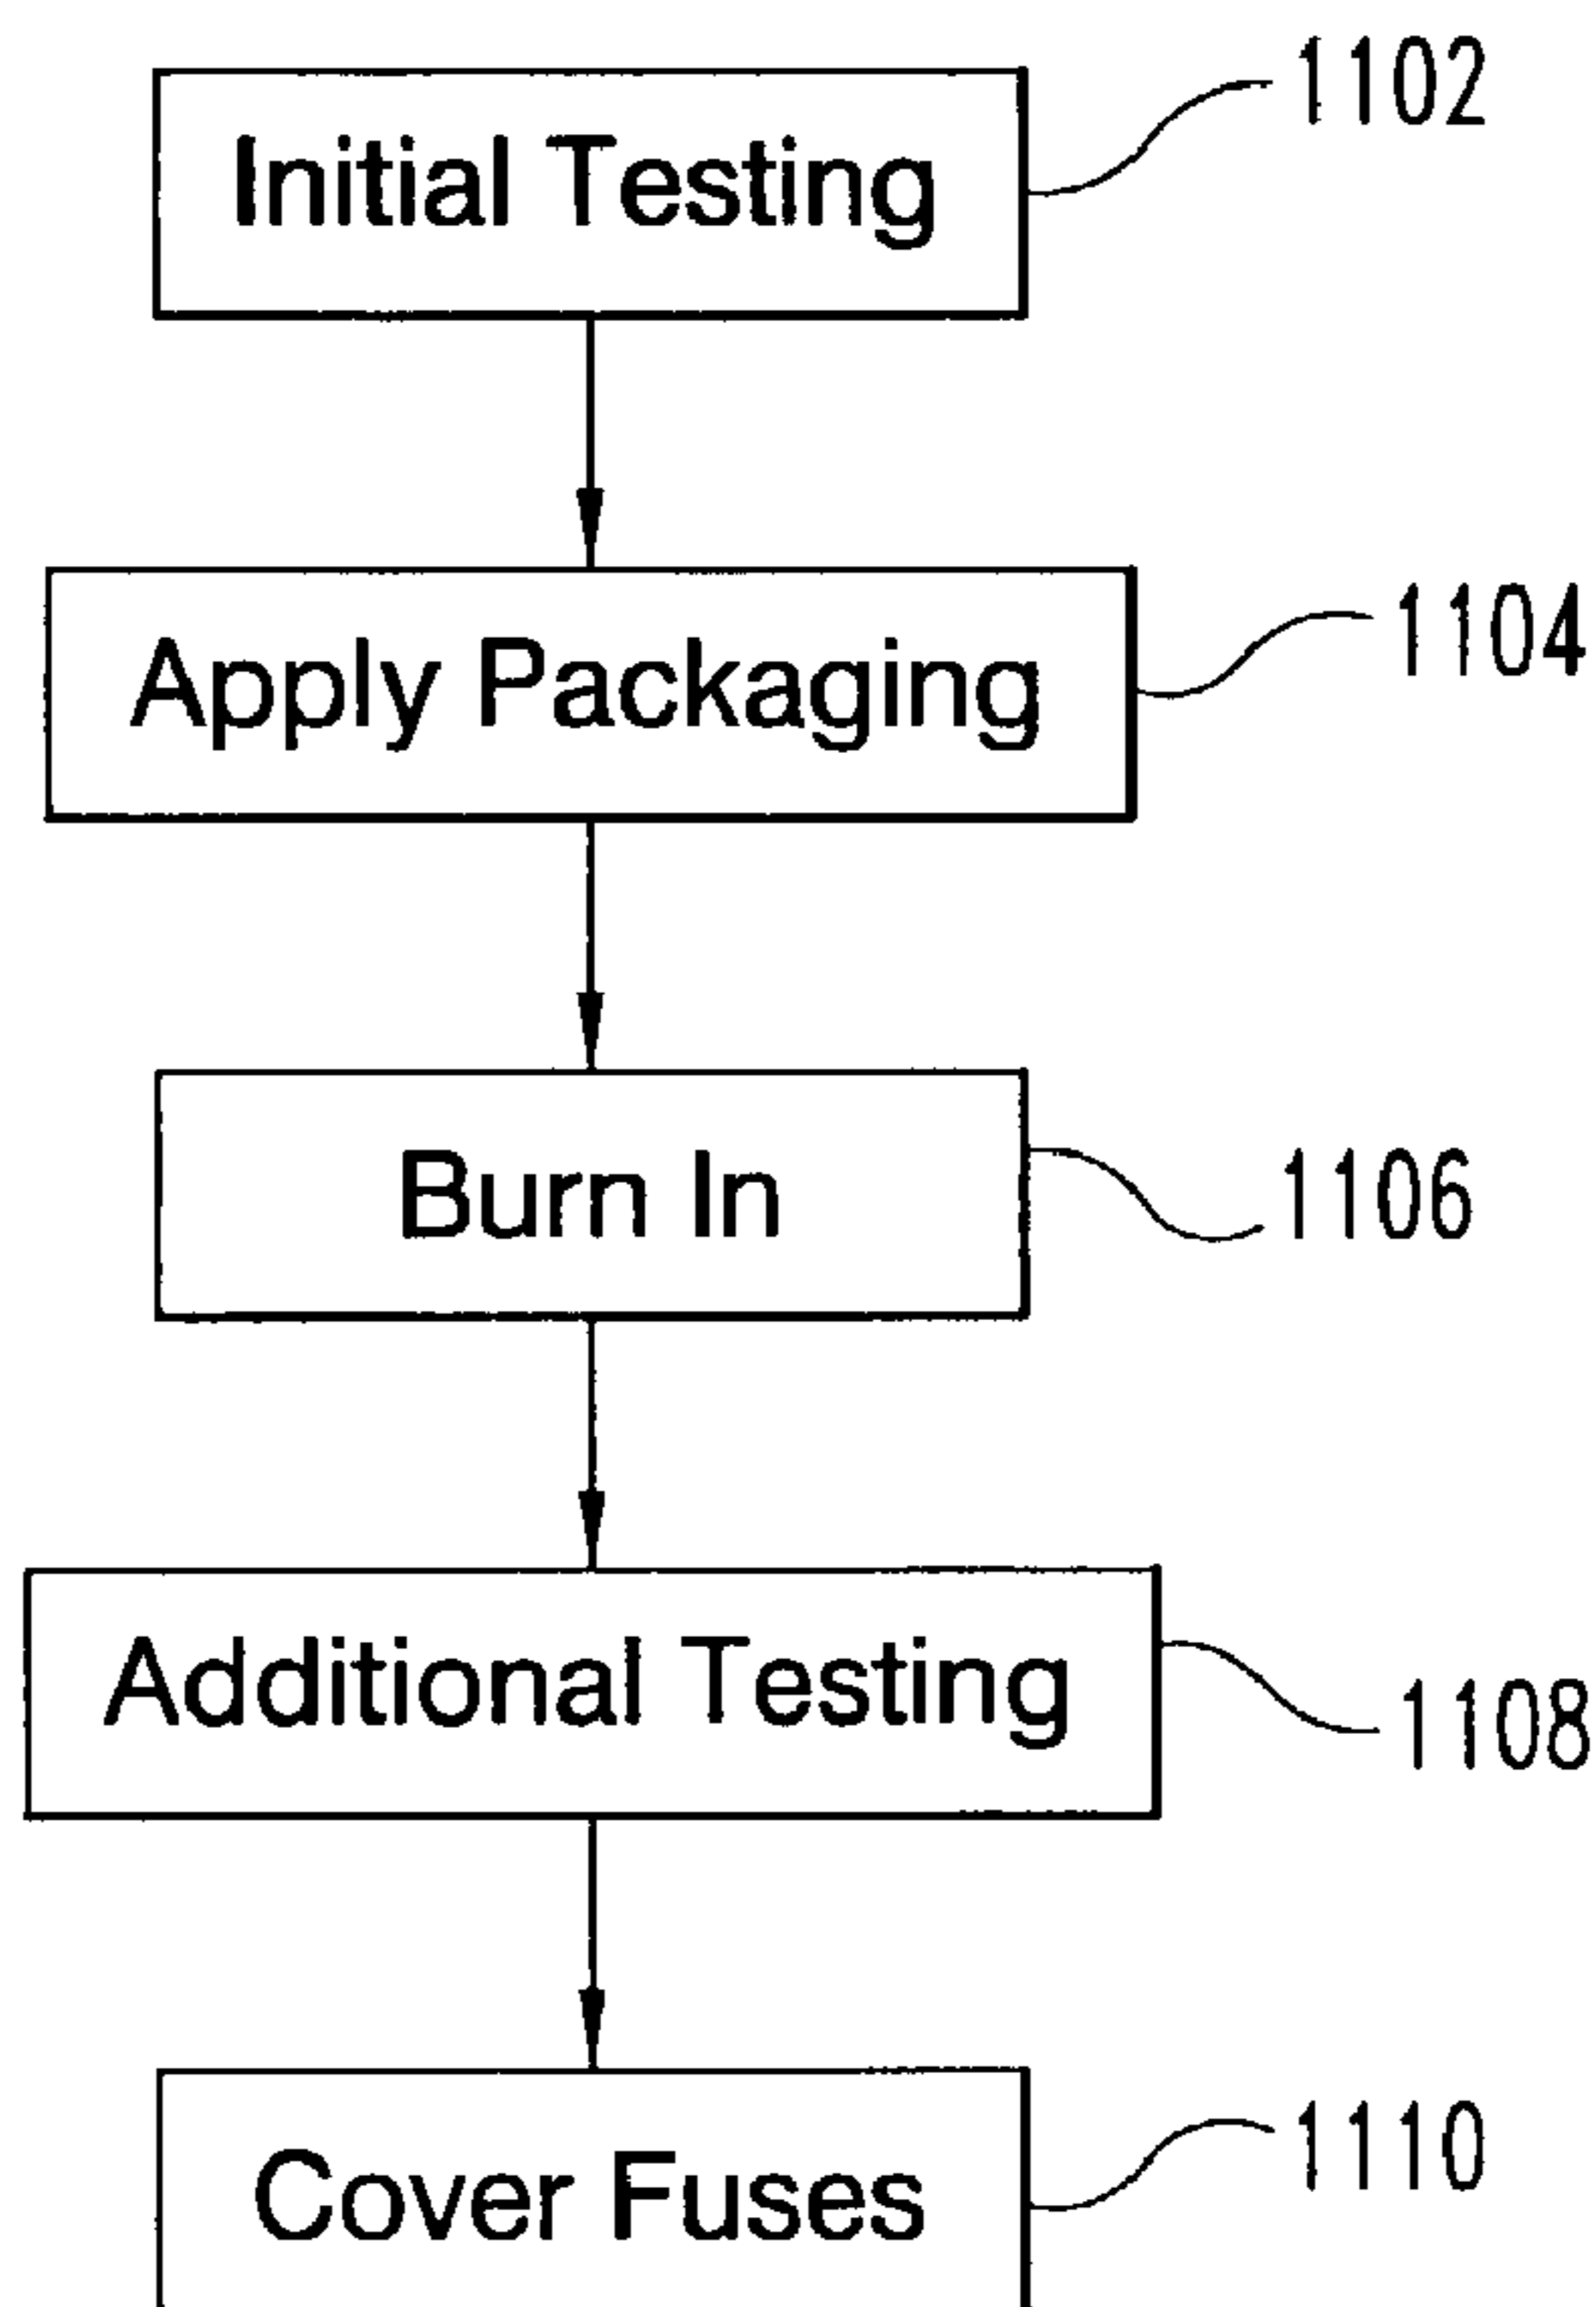 1102
Initial Testing
1104
Apply Packaging
Burn In
1106
Additional Testing
1108
1110
Cover Fuses